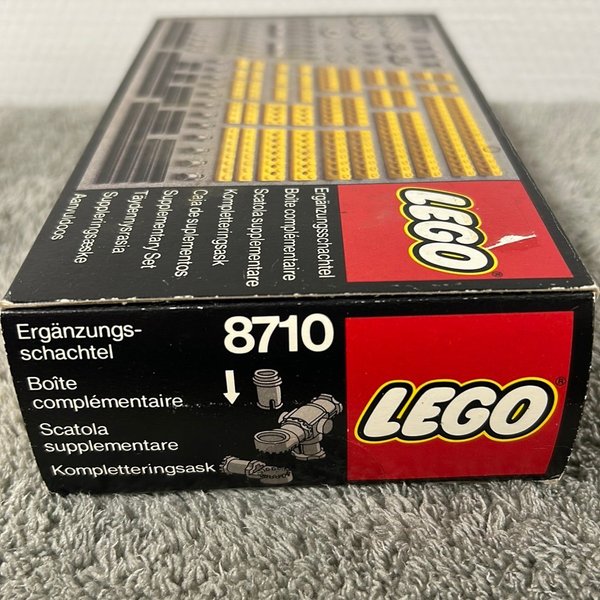 Ergänzungsschachtel
Boîte complémentaire
Scatola supplementare
Kompletteringsask
Caja de suplementos
Supplementary Set
Täydennysrasia
Suppleringsæske
Aanvuldoos
LEGO®
Ergänzungs-
schachtel
Boîte
complémentaire
Scatola
supplementare
Kompletteringsask
8710
LEGO®